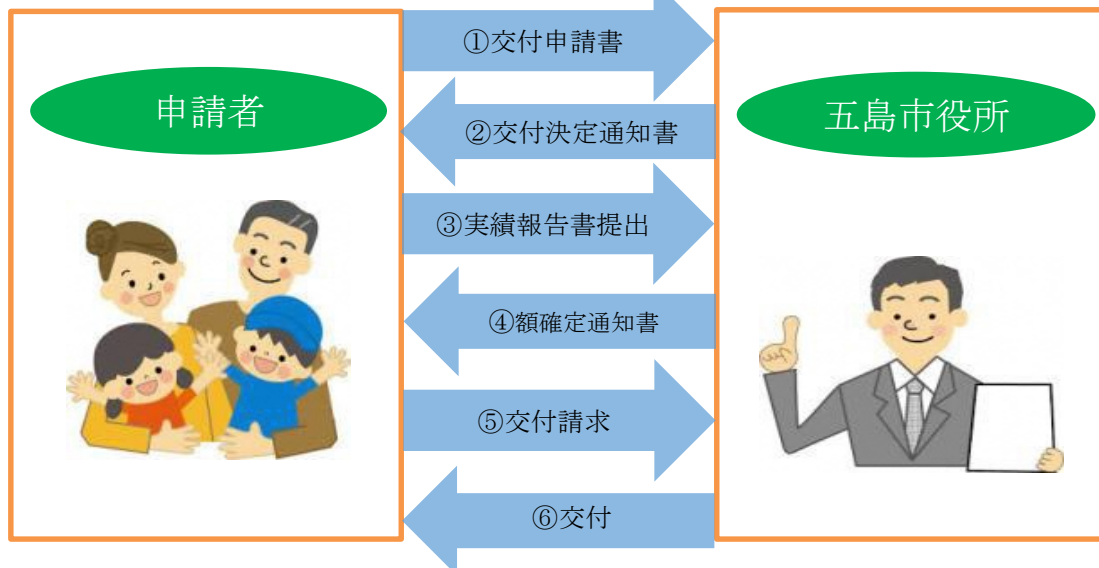 申請者
①交付申請書
②交付決定通知書
③実績報告書提出
④額確定通知書
⑤交付請求
⑥交付
五島市役所